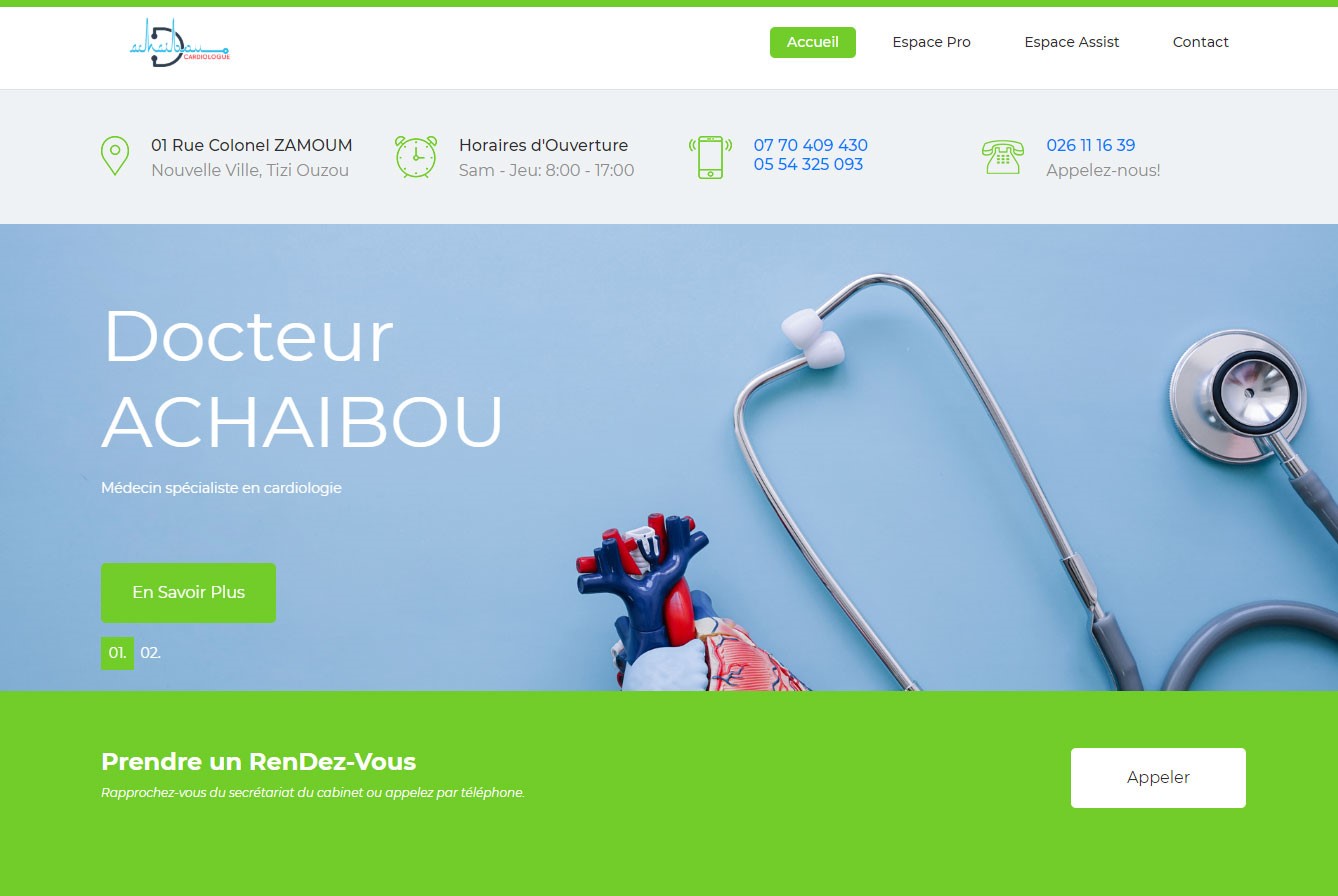 achaibou
CARDIOLOGUE
Accueil
Espace Pro
Espace Assist
Contact
01 Rue Colonel ZAMOUM
Nouvelle Ville, Tizi Ouzou
Horaires d'Ouverture
Sam - Jeu: 8:00 - 17:00
07 70 409 430
05 54 325 093
026 11 16 39
Appelez-nous!
Docteur
ACHAIBOU
Médecin spécialiste en cardiologie
En Savoir Plus
01. 02.
Prendre un RenDez-Vous
Rapprochez-vous du secrétariat du cabinet ou appelez par téléphone.
Appeler